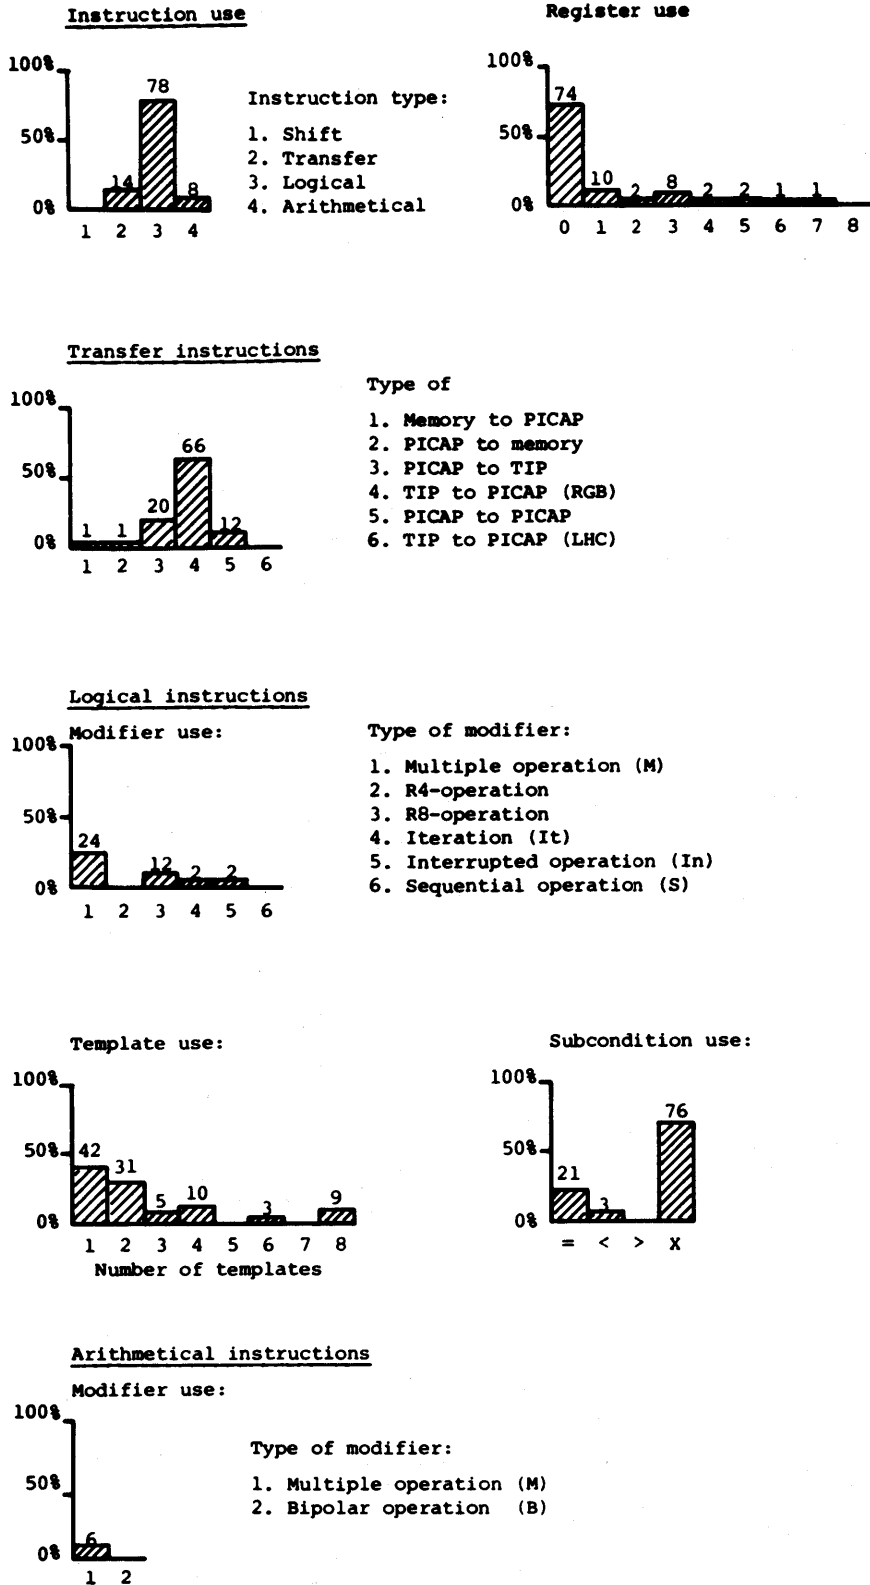 Instruction use
100%
50%
0%
78
14
8
1 2 3 4
Instruction type:
1. Shift
2. Transfer
3. Logical
4. Arithmetical
Register use
100%
50%
0%
74
10
2
8
2
2
1
1
0 1 2 3 4 5 6 7 8
Transfer instructions
100%
50%
0%
1
1
20
66
12
1 2 3 4 5 6
Type of
1. Memory to PICAP
2. PICAP to memory
3. PICAP to TIP
4. TIP to PICAP (RGB)
5. PICAP to PICAP
6. TIP to PICAP (LHC)
Logical instructions
Modifier use:
100%
50%
0%
24
12
2
2
1 2 3 4 5 6
Type of modifier:
1. Multiple operation (M)
2. R4-operation
3. R8-operation
4. Iteration (It)
5. Interrupted operation (In)
6. Sequential operation (S)
Template use:
100%
50%
0%
42
31
5
10
3
9
1 2 3 4 5 6 7 8
Number of templates
Subcondition use:
100%
50%
0%
21
3
76
= < > X
Arithmetical instructions
Modifier use:
100%
50%
0%
6
1 2
Type of modifier:
1. Multiple operation (M)
2. Bipolar operation (B)